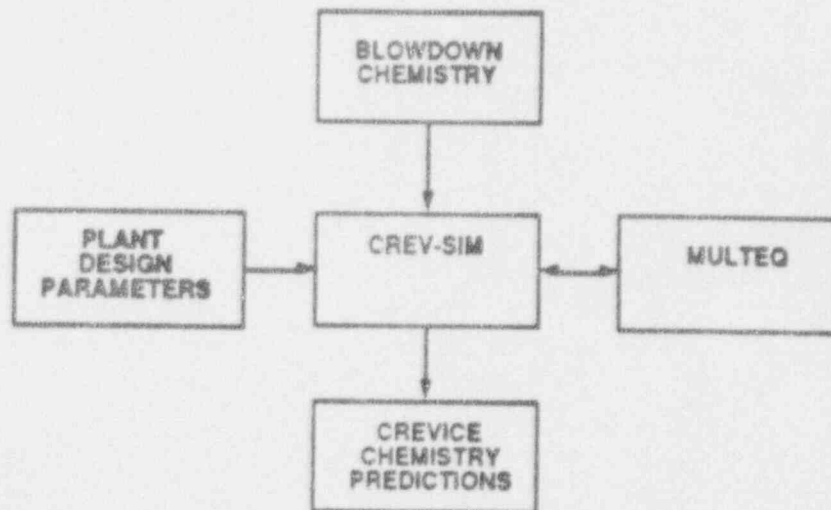 BLOWDOWN
CHEMISTRY
PLANT
DESIGN
PARAMETERS
CREV-SIM
MULTEQ
CREVICE
CHEMISTRY
PREDICTIONS